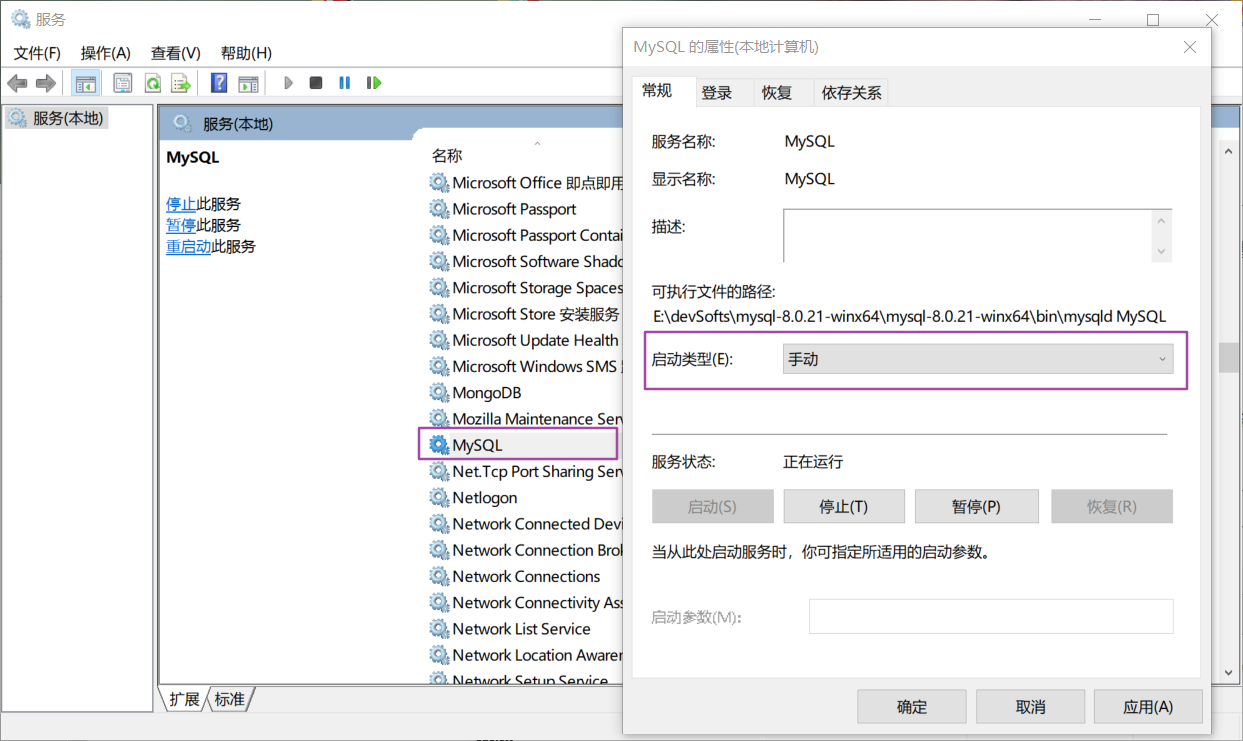 服务
文件(F) 操作(A) 查看(V) 帮助(H)
服务(本地)
服务(本地)
MySQL
停止此服务
暂停此服务
重启动此服务
名称
Microsoft Office 即点即用
Microsoft Passport
Microsoft Passport Contai
Microsoft Software Shado
Microsoft Storage Spaces
Microsoft Store 安装服务
Microsoft Update Health
Microsoft Windows SMS
MongoDB
Mozilla Maintenance Serv
MySQL
Net.Tcp Port Sharing Serv
Netlogon
Network Connected Devi
Network Connection Brok
Network Connections
Network Connectivity Ass
Network List Service
Network Location Awaren
Network Setup Service
扩展 标准
MySQL 的属性(本地计算机)
常规 登录 恢复 依存关系
服务名称: MySQL
显示名称: MySQL
描述:
可执行文件的路径:
E:\devSofts\mysql-8.0.21-winx64\mysql-8.0.21-winx64\bin\mysqld MySQL
启动类型(E): 手动
服务状态: 正在运行
启动(S) 停止(T) 暂停(P) 恢复(R)
当从此处启动服务时，你可指定所适用的启动参数。
启动参数(M):
确定 取消 应用(A)